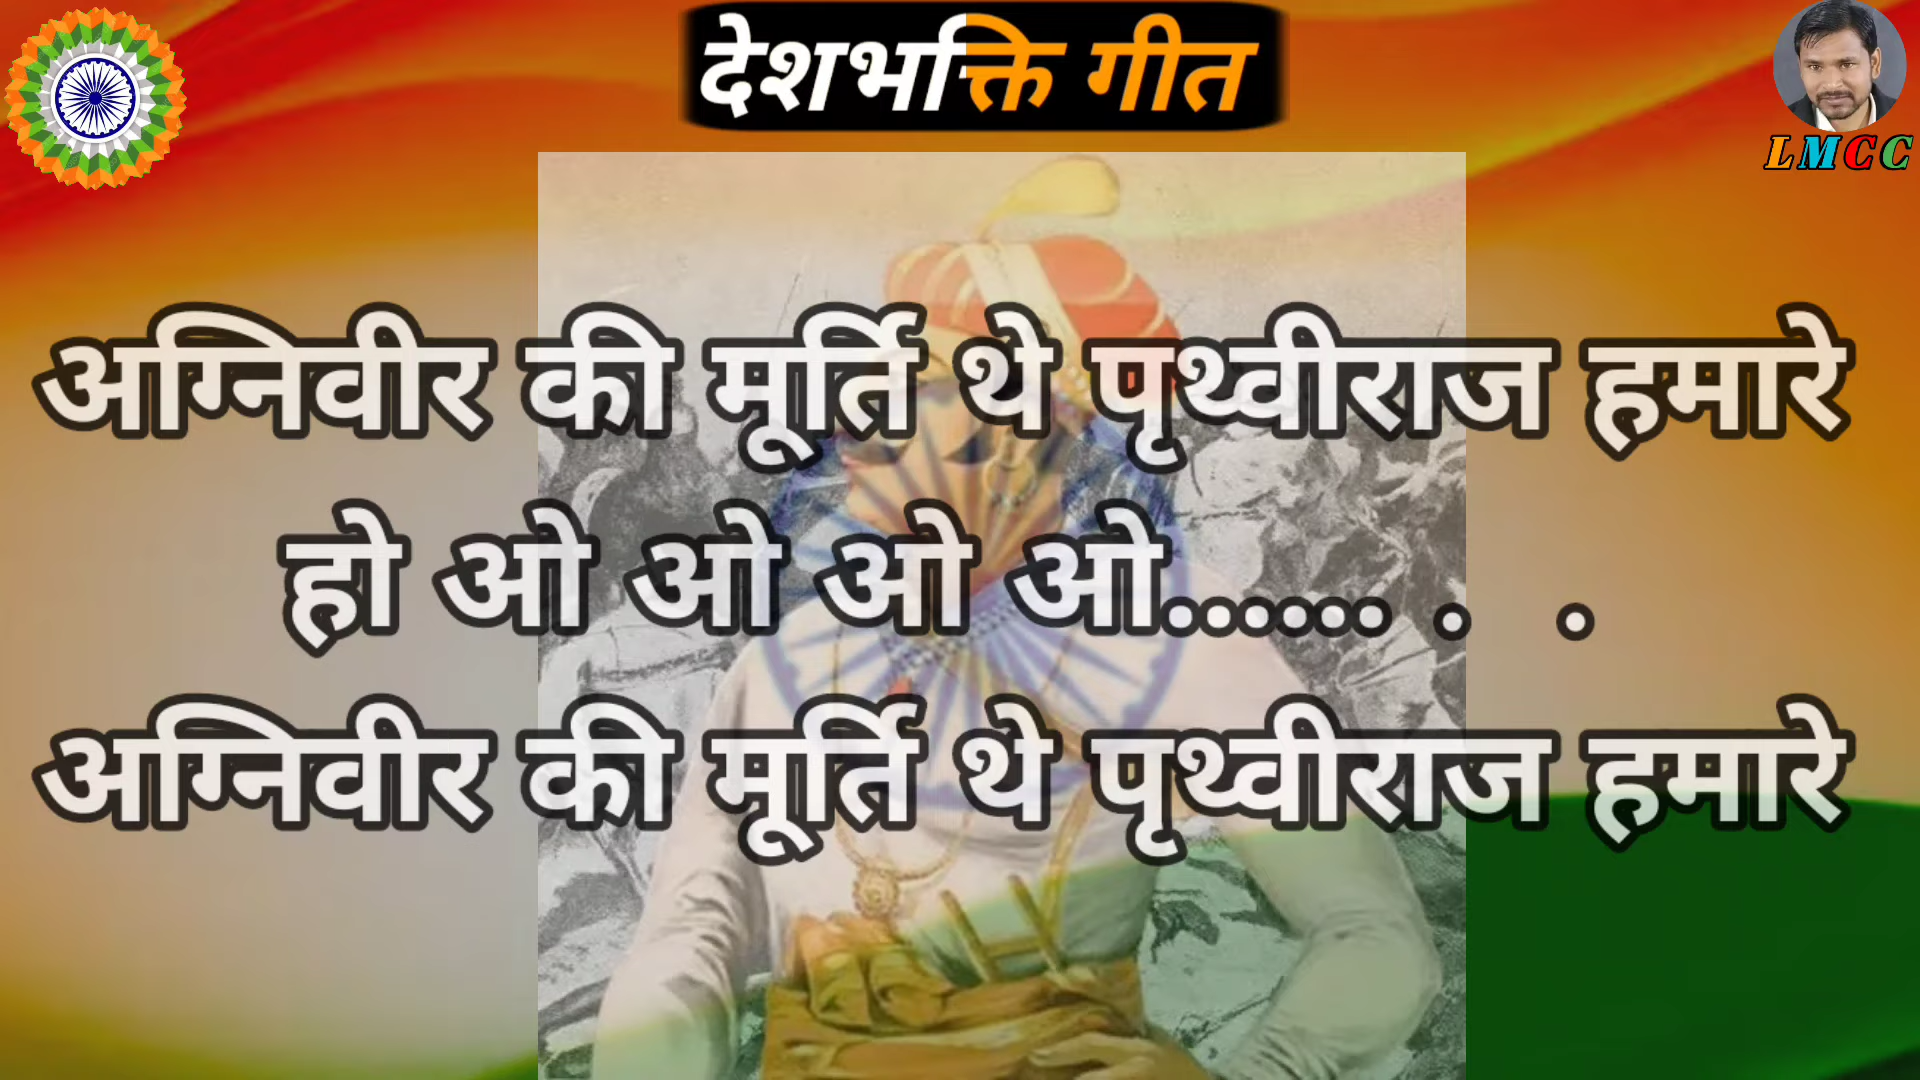 देशभक्ति गीत
LMCC
अग्निवीर की मूर्ति थे पृथ्वीराज हमारे
हो ओ ओ ओ ओ...... .  .
अग्निवीर की मूर्ति थे पृथ्वीराज हमारे